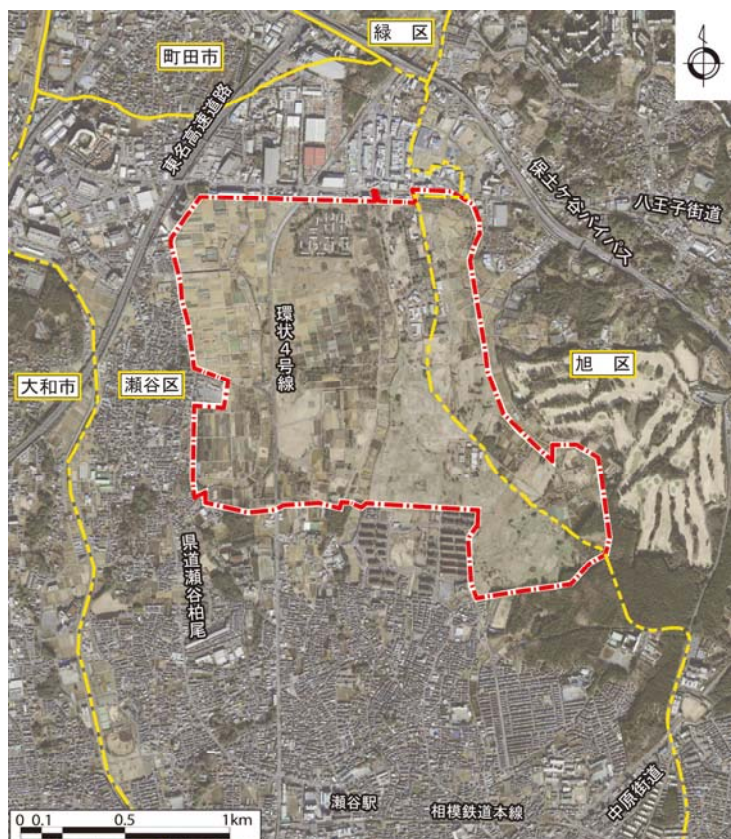 緑 区
町田市
東名高速道路
保土ヶ谷バイパス
八王子街道
環状4号線
旭 区
大和市
瀬谷区
県道瀬谷柏尾
瀬谷駅
相模鉄道本線
中原街道
0 0.1 0.5 1km